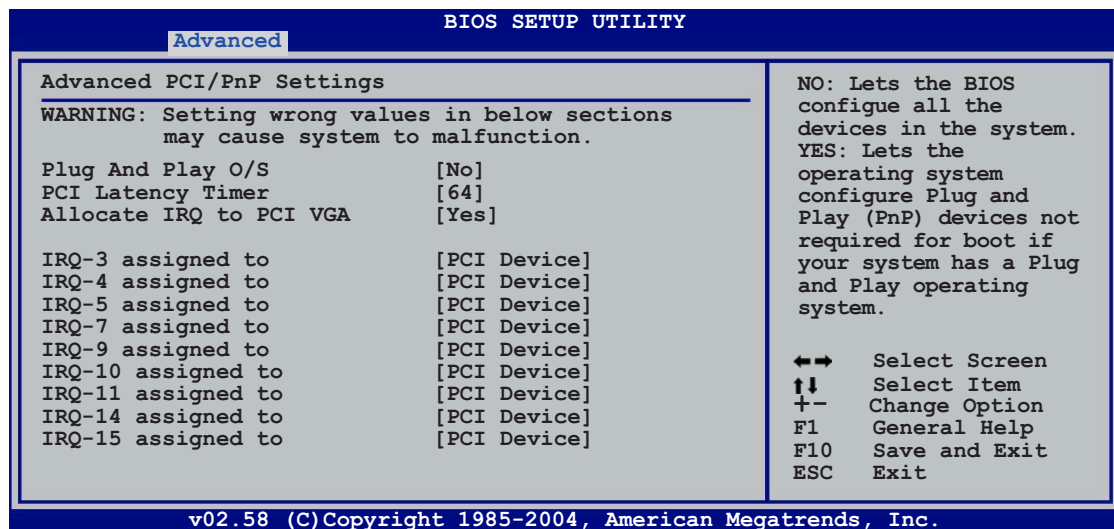 BIOS SETUP UTILITY
Advanced
Advanced PCI/PnP Settings
WARNING: Setting wrong values in below sections
may cause system to malfunction.
Plug And Play O/S [No]
PCI Latency Timer [64]
Allocate IRQ to PCI VGA [Yes]
IRQ-3 assigned to [PCI Device]
IRQ-4 assigned to [PCI Device]
IRQ-5 assigned to [PCI Device]
IRQ-7 assigned to [PCI Device]
IRQ-9 assigned to [PCI Device]
IRQ-10 assigned to [PCI Device]
IRQ-11 assigned to [PCI Device]
IRQ-14 assigned to [PCI Device]
IRQ-15 assigned to [PCI Device]
NO: Lets the BIOS
configue all the
devices in the system.
YES: Lets the
operating system
configure Plug and
Play (PnP) devices not
required for boot if
your system has a Plug
and Play operating
system.
←→ Select Screen
↑↓ Select Item
+- Change Option
F1 General Help
F10 Save and Exit
ESC Exit
v02.58 (C)Copyright 1985-2004, American Megatrends, Inc.